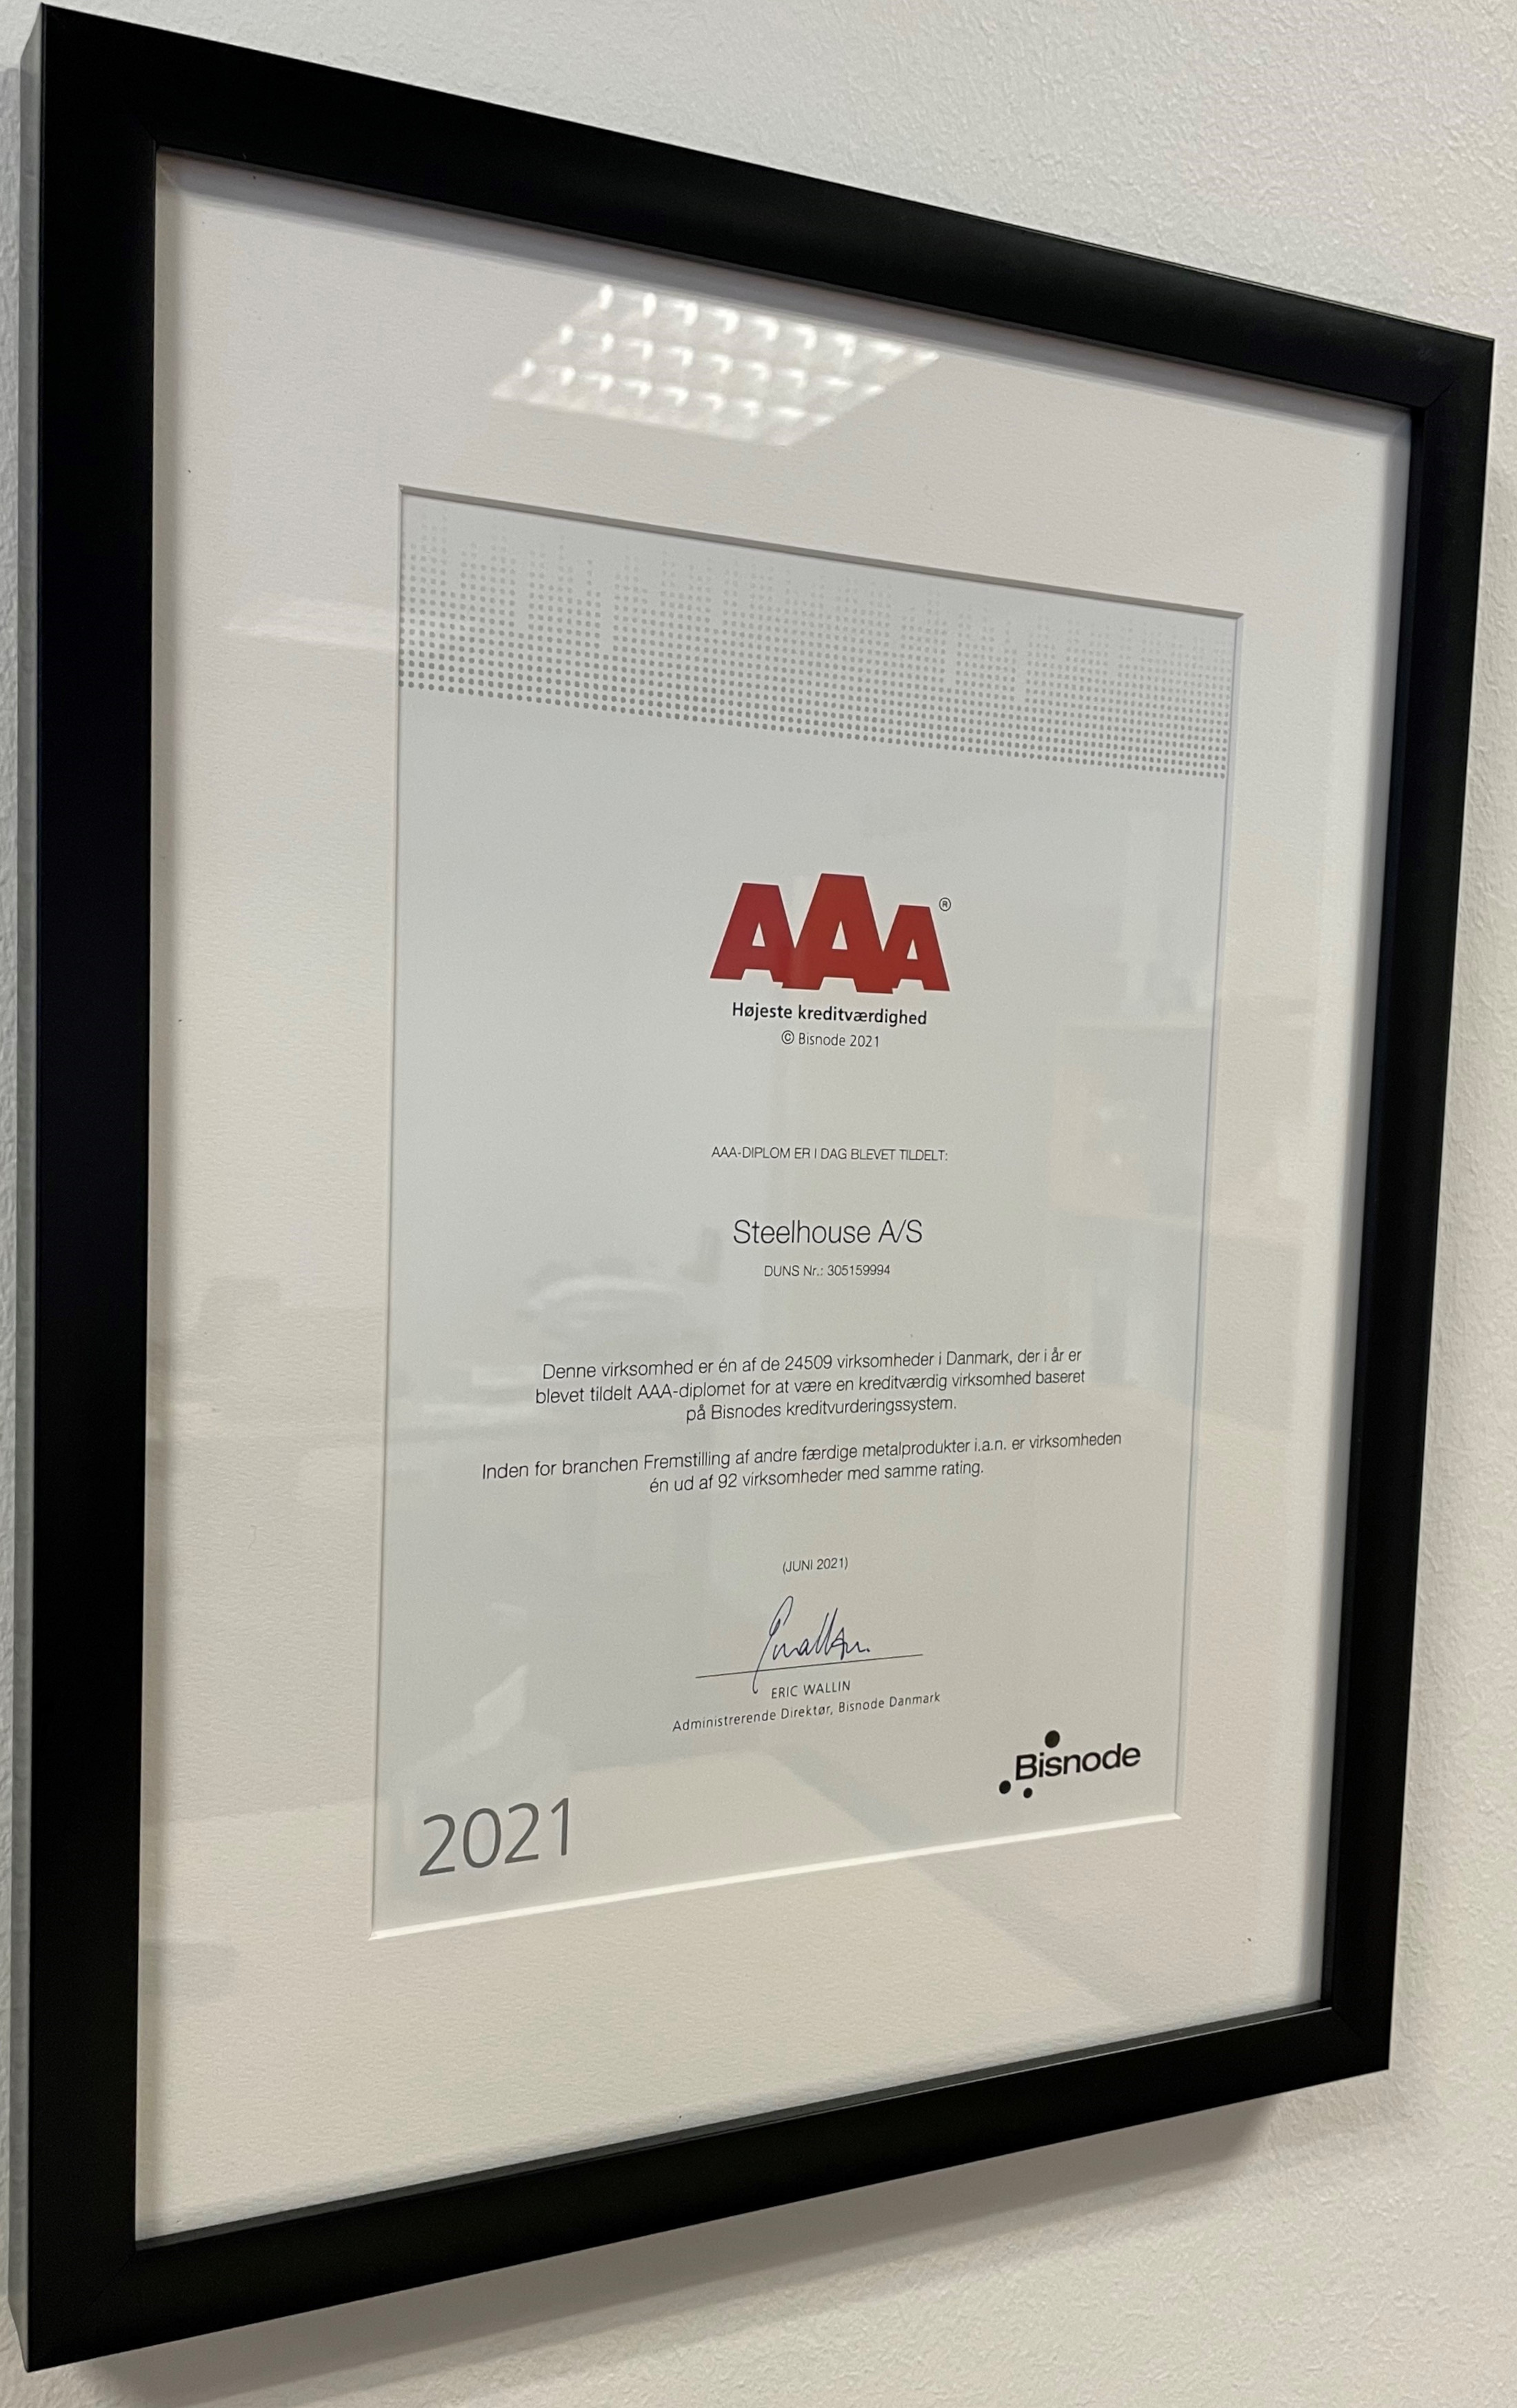 AAA®
Højeste kreditværdighed
© Bisnode 2021
AAA-DIPLOM ER I DAG BLEVET TILDELT:
Steelhouse A/S
DUNS Nr.: 305159994
Denne virksomhed er én af de 24509 virksomheder i Danmark, der i år er
blevet tildelt AAA-diplomet for at være en kreditværdig virksomhed baseret
på Bisnodes kreditvurderingssystem.
Inden for branchen Fremstilling af andre færdige metalprodukter i.a.n. er virksomheden
én ud af 92 virksomheder med samme rating.
(JUNI 2021)
ERIC WALLIN
Administrerende Direktør, Bisnode Danmark
Bisnode
2021